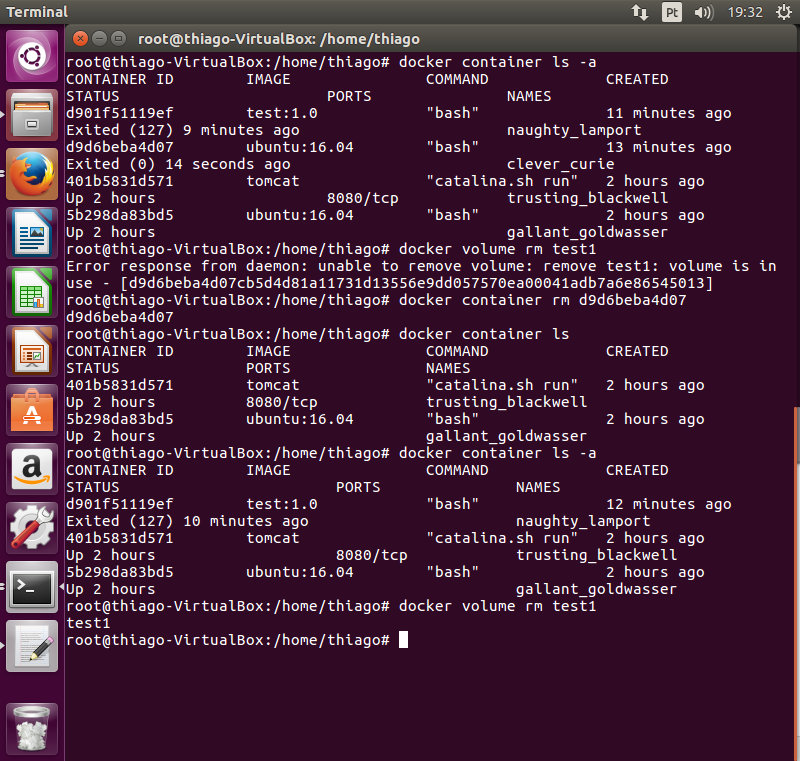 Terminal
Pt
19:32
root@thiago-VirtualBox: /home/thiago
root@thiago-VirtualBox:/home/thiago# docker container ls -a
CONTAINER ID        IMAGE               COMMAND             CREATED
STATUS                       PORTS               NAMES
d901f51119ef        test:1.0            "bash"              11 minutes ago
Exited (127) 9 minutes ago                       naughty_lamport
d9d6beba4d07        ubuntu:16.04        "bash"              13 minutes ago
Exited (0) 14 seconds ago                        clever_curie
401b5831d571        tomcat              "catalina.sh run"   2 hours ago
Up 2 hours                   8080/tcp            trusting_blackwell
5b298da83bd5        ubuntu:16.04        "bash"              2 hours ago
Up 2 hours                                       gallant_goldwasser
root@thiago-VirtualBox:/home/thiago# docker volume rm test1
Error response from daemon: unable to remove volume: remove test1: volume is in
use - [d9d6beba4d07cb5d4d81a11731d13556e9dd057570ea00041adb7a6e86545013]
root@thiago-VirtualBox:/home/thiago# docker container rm d9d6beba4d07
d9d6beba4d07
root@thiago-VirtualBox:/home/thiago# docker container ls
CONTAINER ID        IMAGE               COMMAND             CREATED
STATUS              PORTS               NAMES
401b5831d571        tomcat              "catalina.sh run"   2 hours ago
Up 2 hours          8080/tcp            trusting_blackwell
5b298da83bd5        ubuntu:16.04        "bash"              2 hours ago
Up 2 hours                              gallant_goldwasser
root@thiago-VirtualBox:/home/thiago# docker container ls -a
CONTAINER ID        IMAGE               COMMAND             CREATED
STATUS                        PORTS               NAMES
d901f51119ef        test:1.0            "bash"              12 minutes ago
Exited (127) 10 minutes ago                       naughty_lamport
401b5831d571        tomcat              "catalina.sh run"   2 hours ago
Up 2 hours                    8080/tcp            trusting_blackwell
5b298da83bd5        ubuntu:16.04        "bash"              2 hours ago
Up 2 hours                                        gallant_goldwasser
root@thiago-VirtualBox:/home/thiago# docker volume rm test1
test1
root@thiago-VirtualBox:/home/thiago#